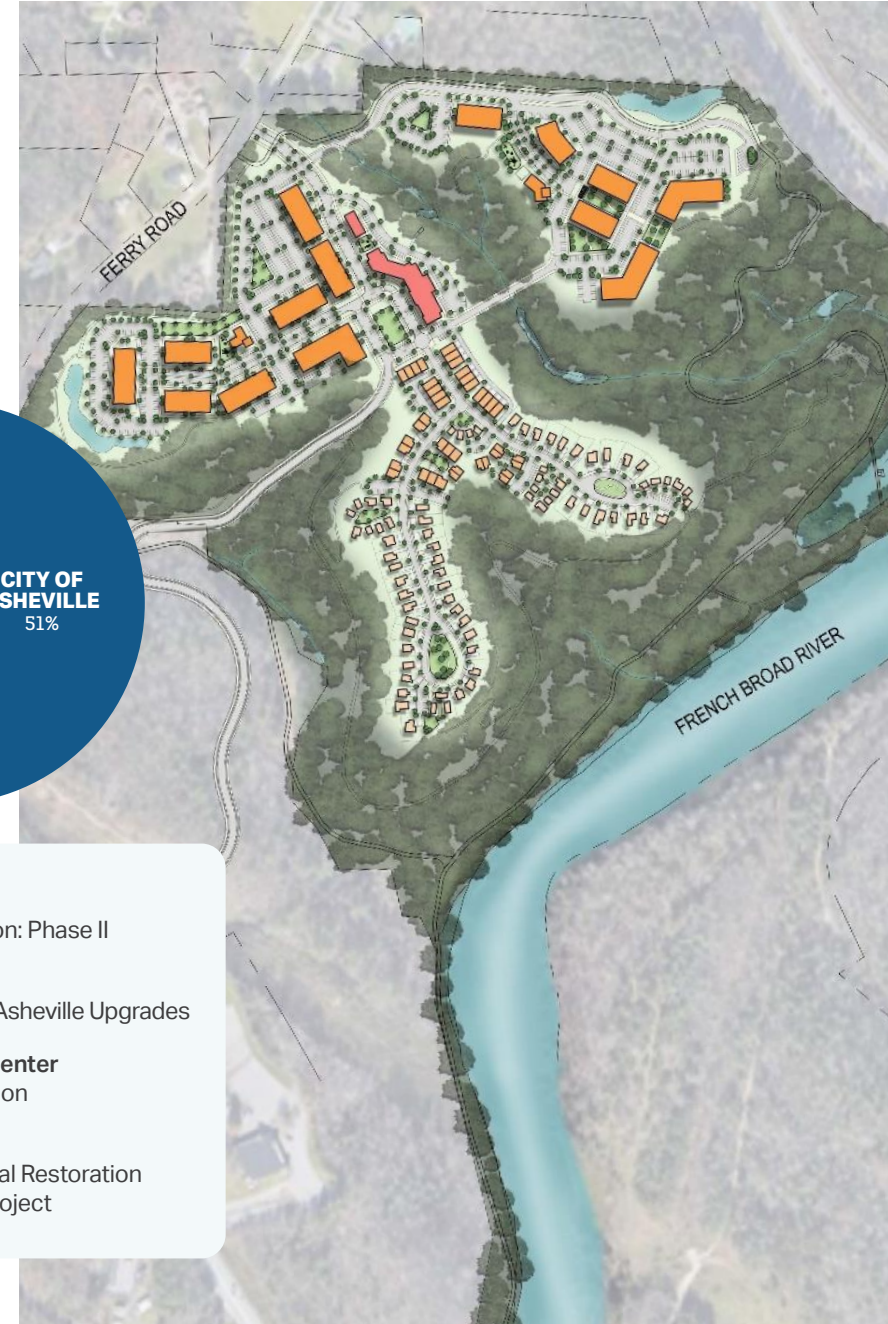 FERRY ROAD
CITY OF
SHEVILLE
51%
FRENCH BROAD RIVER
on: Phase II
Asheville Upgrades
enter
on
al Restoration
oject